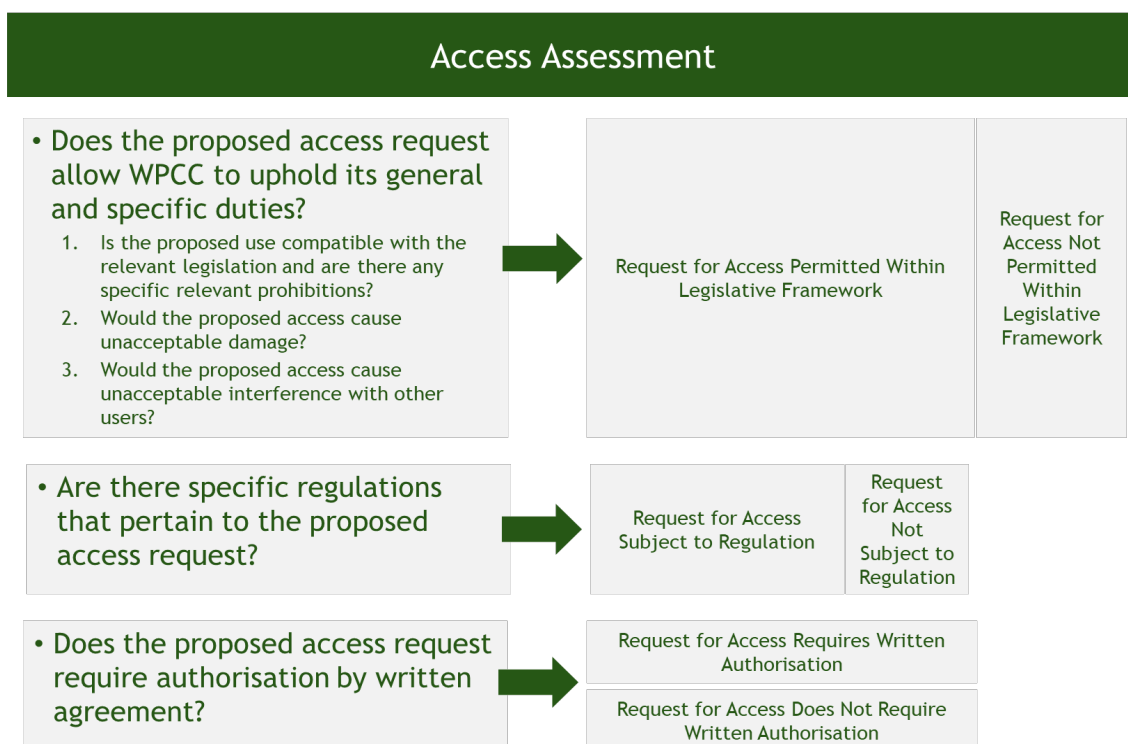 Access Assessment
• Does the proposed access request
allow WPCC to uphold its general
and specific duties?
1. Is the proposed use compatible with the
relevant legislation and are there any
specific relevant prohibitions?
2. Would the proposed access cause
unacceptable damage?
3. Would the proposed access cause
unacceptable interference with other
users?
Request for Access Permitted Within
Legislative Framework
Request for
Access Not
Permitted
Within
Legislative
Framework
• Are there specific regulations
that pertain to the proposed
access request?
Request for Access
Subject to Regulation
Request
for Access
Not
Subject to
Regulation
• Does the proposed access request
require authorisation by written
agreement?
Request for Access Requires Written
Authorisation
Request for Access Does Not Require
Written Authorisation